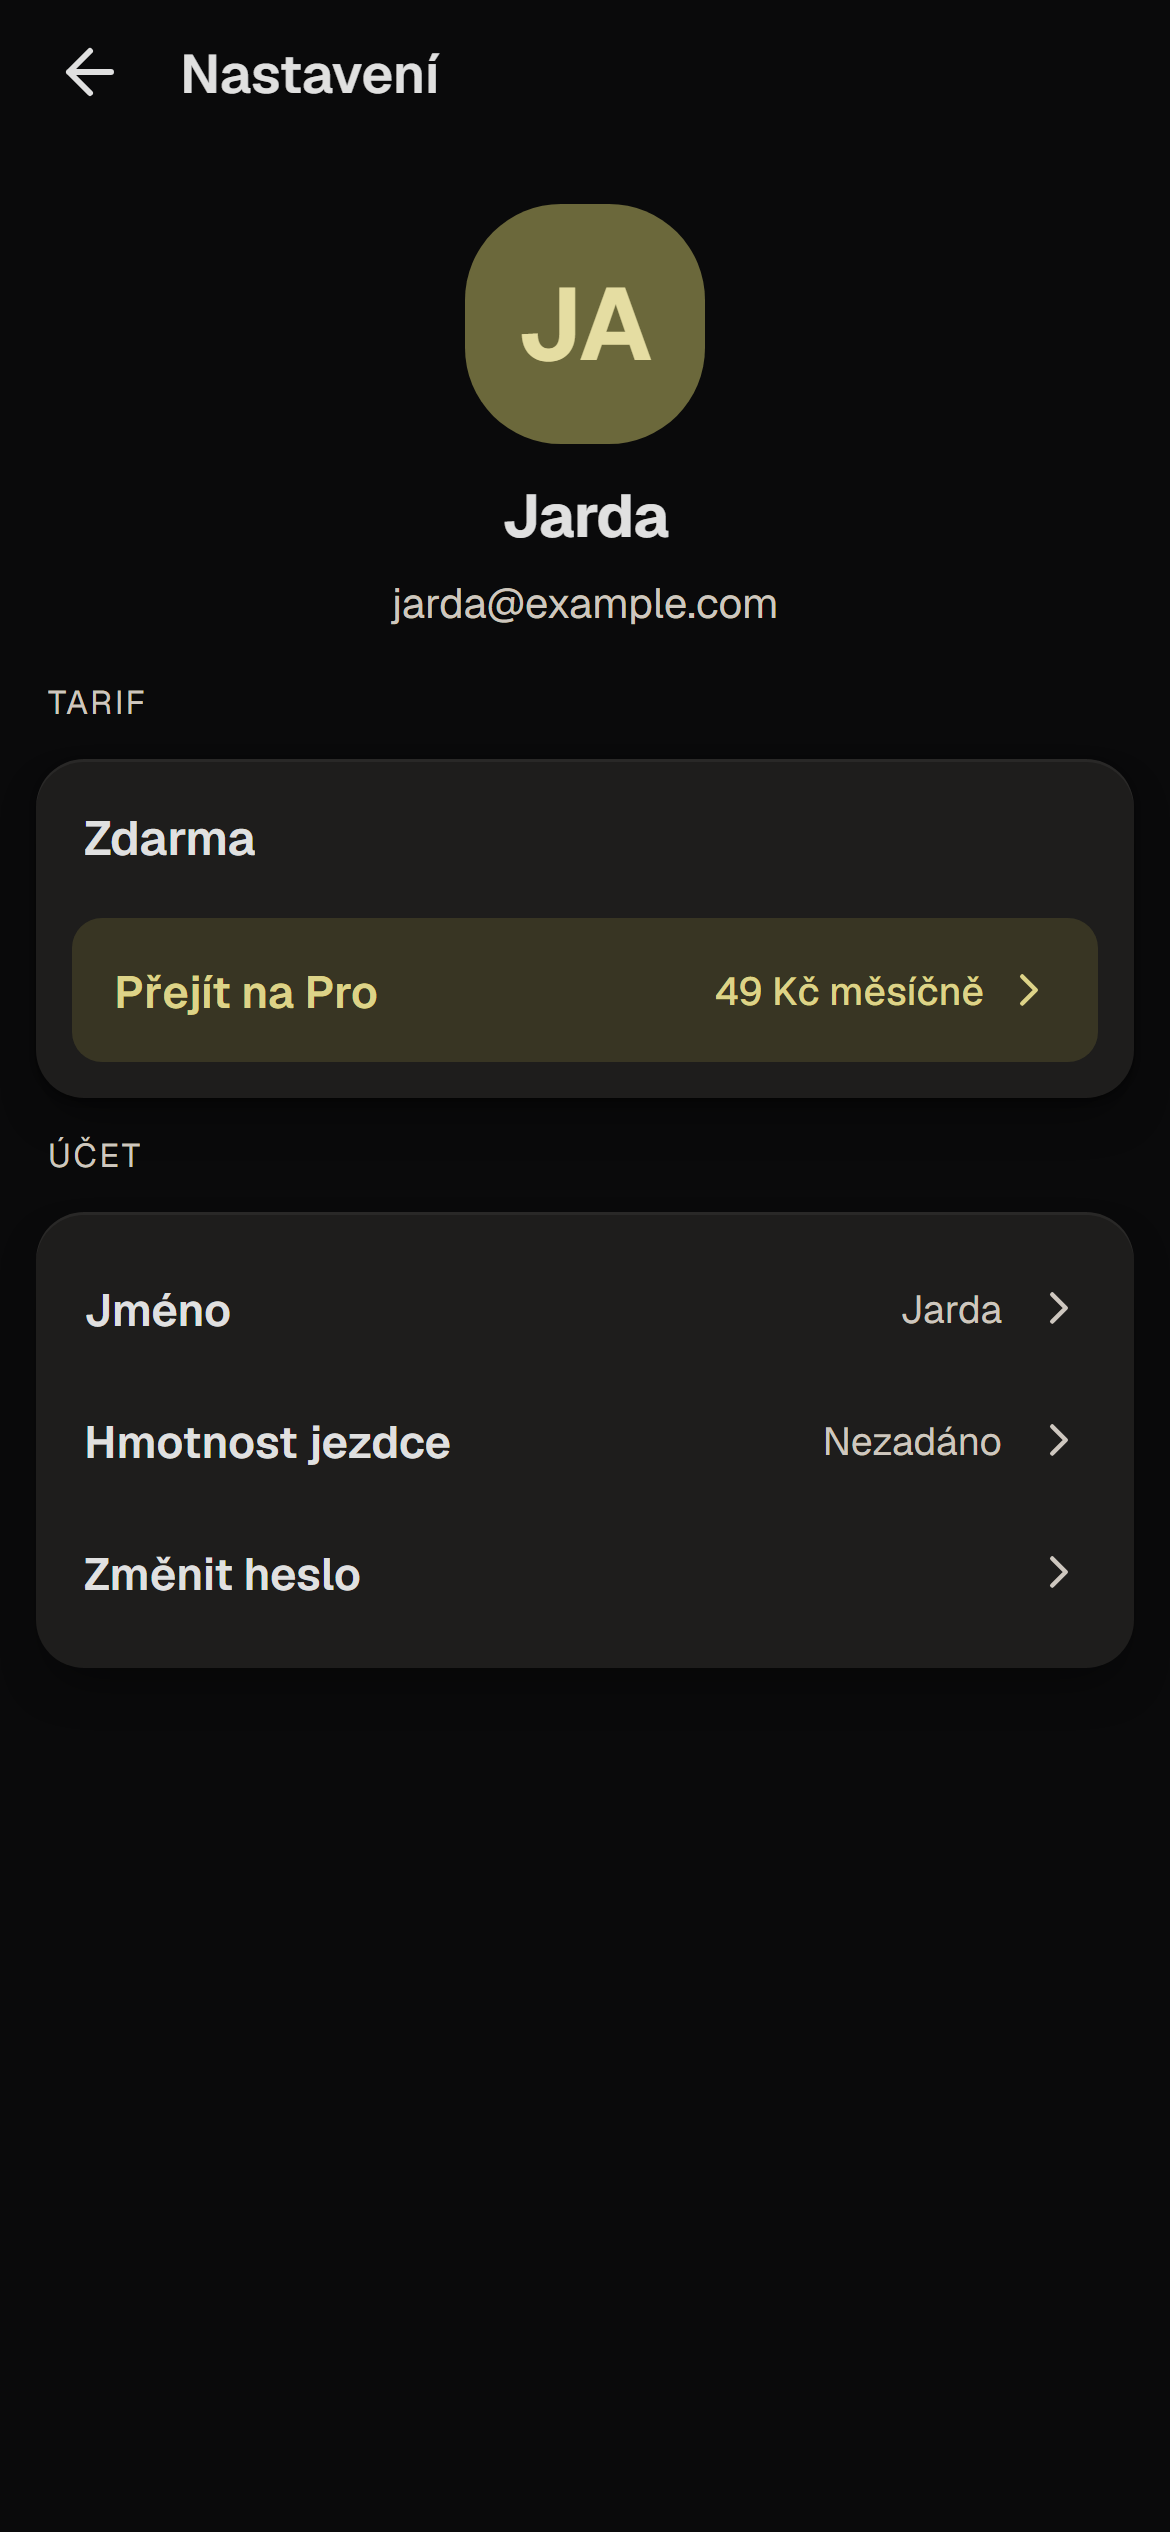 Nastavení
JA
Jarda
jarda@example.com
TARIF
Zdarma
Přejít na Pro 49 Kč měsíčně
ÚČET
Jméno Jarda
Hmotnost jezdce Nezadáno
Změnit heslo